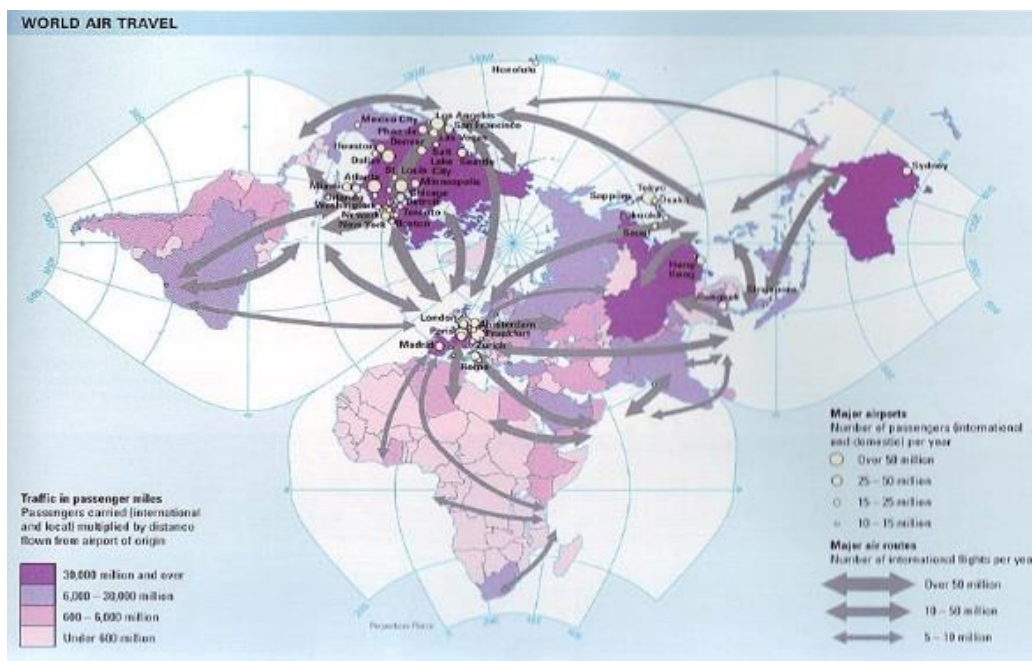 WORLD AIR TRAVEL
Honolulu
Mexico City
Los Angeles
San Francisco
Phoenix
Las Vegas
Houston
Denver
Salt
Lake
City
Seattle
Dallas
St. Louis
Atlanta
Minneapolis
Miami
Chicago
Orlando
Detroit
Washington
Newark
Toronto
New York
Boston
Sydney
Tokyo
Sapporo
Osaka
Fukuoka
Seoul
Hong
Kong
Bangkok
Singapore
London
Amsterdam
Paris
Frankfurt
Madrid
Zurich
Rome
Major airports
Number of passengers (international
and domestic) per year
Over 50 million
25 – 50 million
15 – 25 million
10 – 15 million
Major air routes
Number of international flights per year
Over 50 million
10 – 50 million
5 – 10 million
Traffic in passenger miles
Passengers carried (international
and local) multiplied by distance
flown from airport of origin
30,000 million and over
6,000 – 30,000 million
600 – 6,000 million
Under 600 million